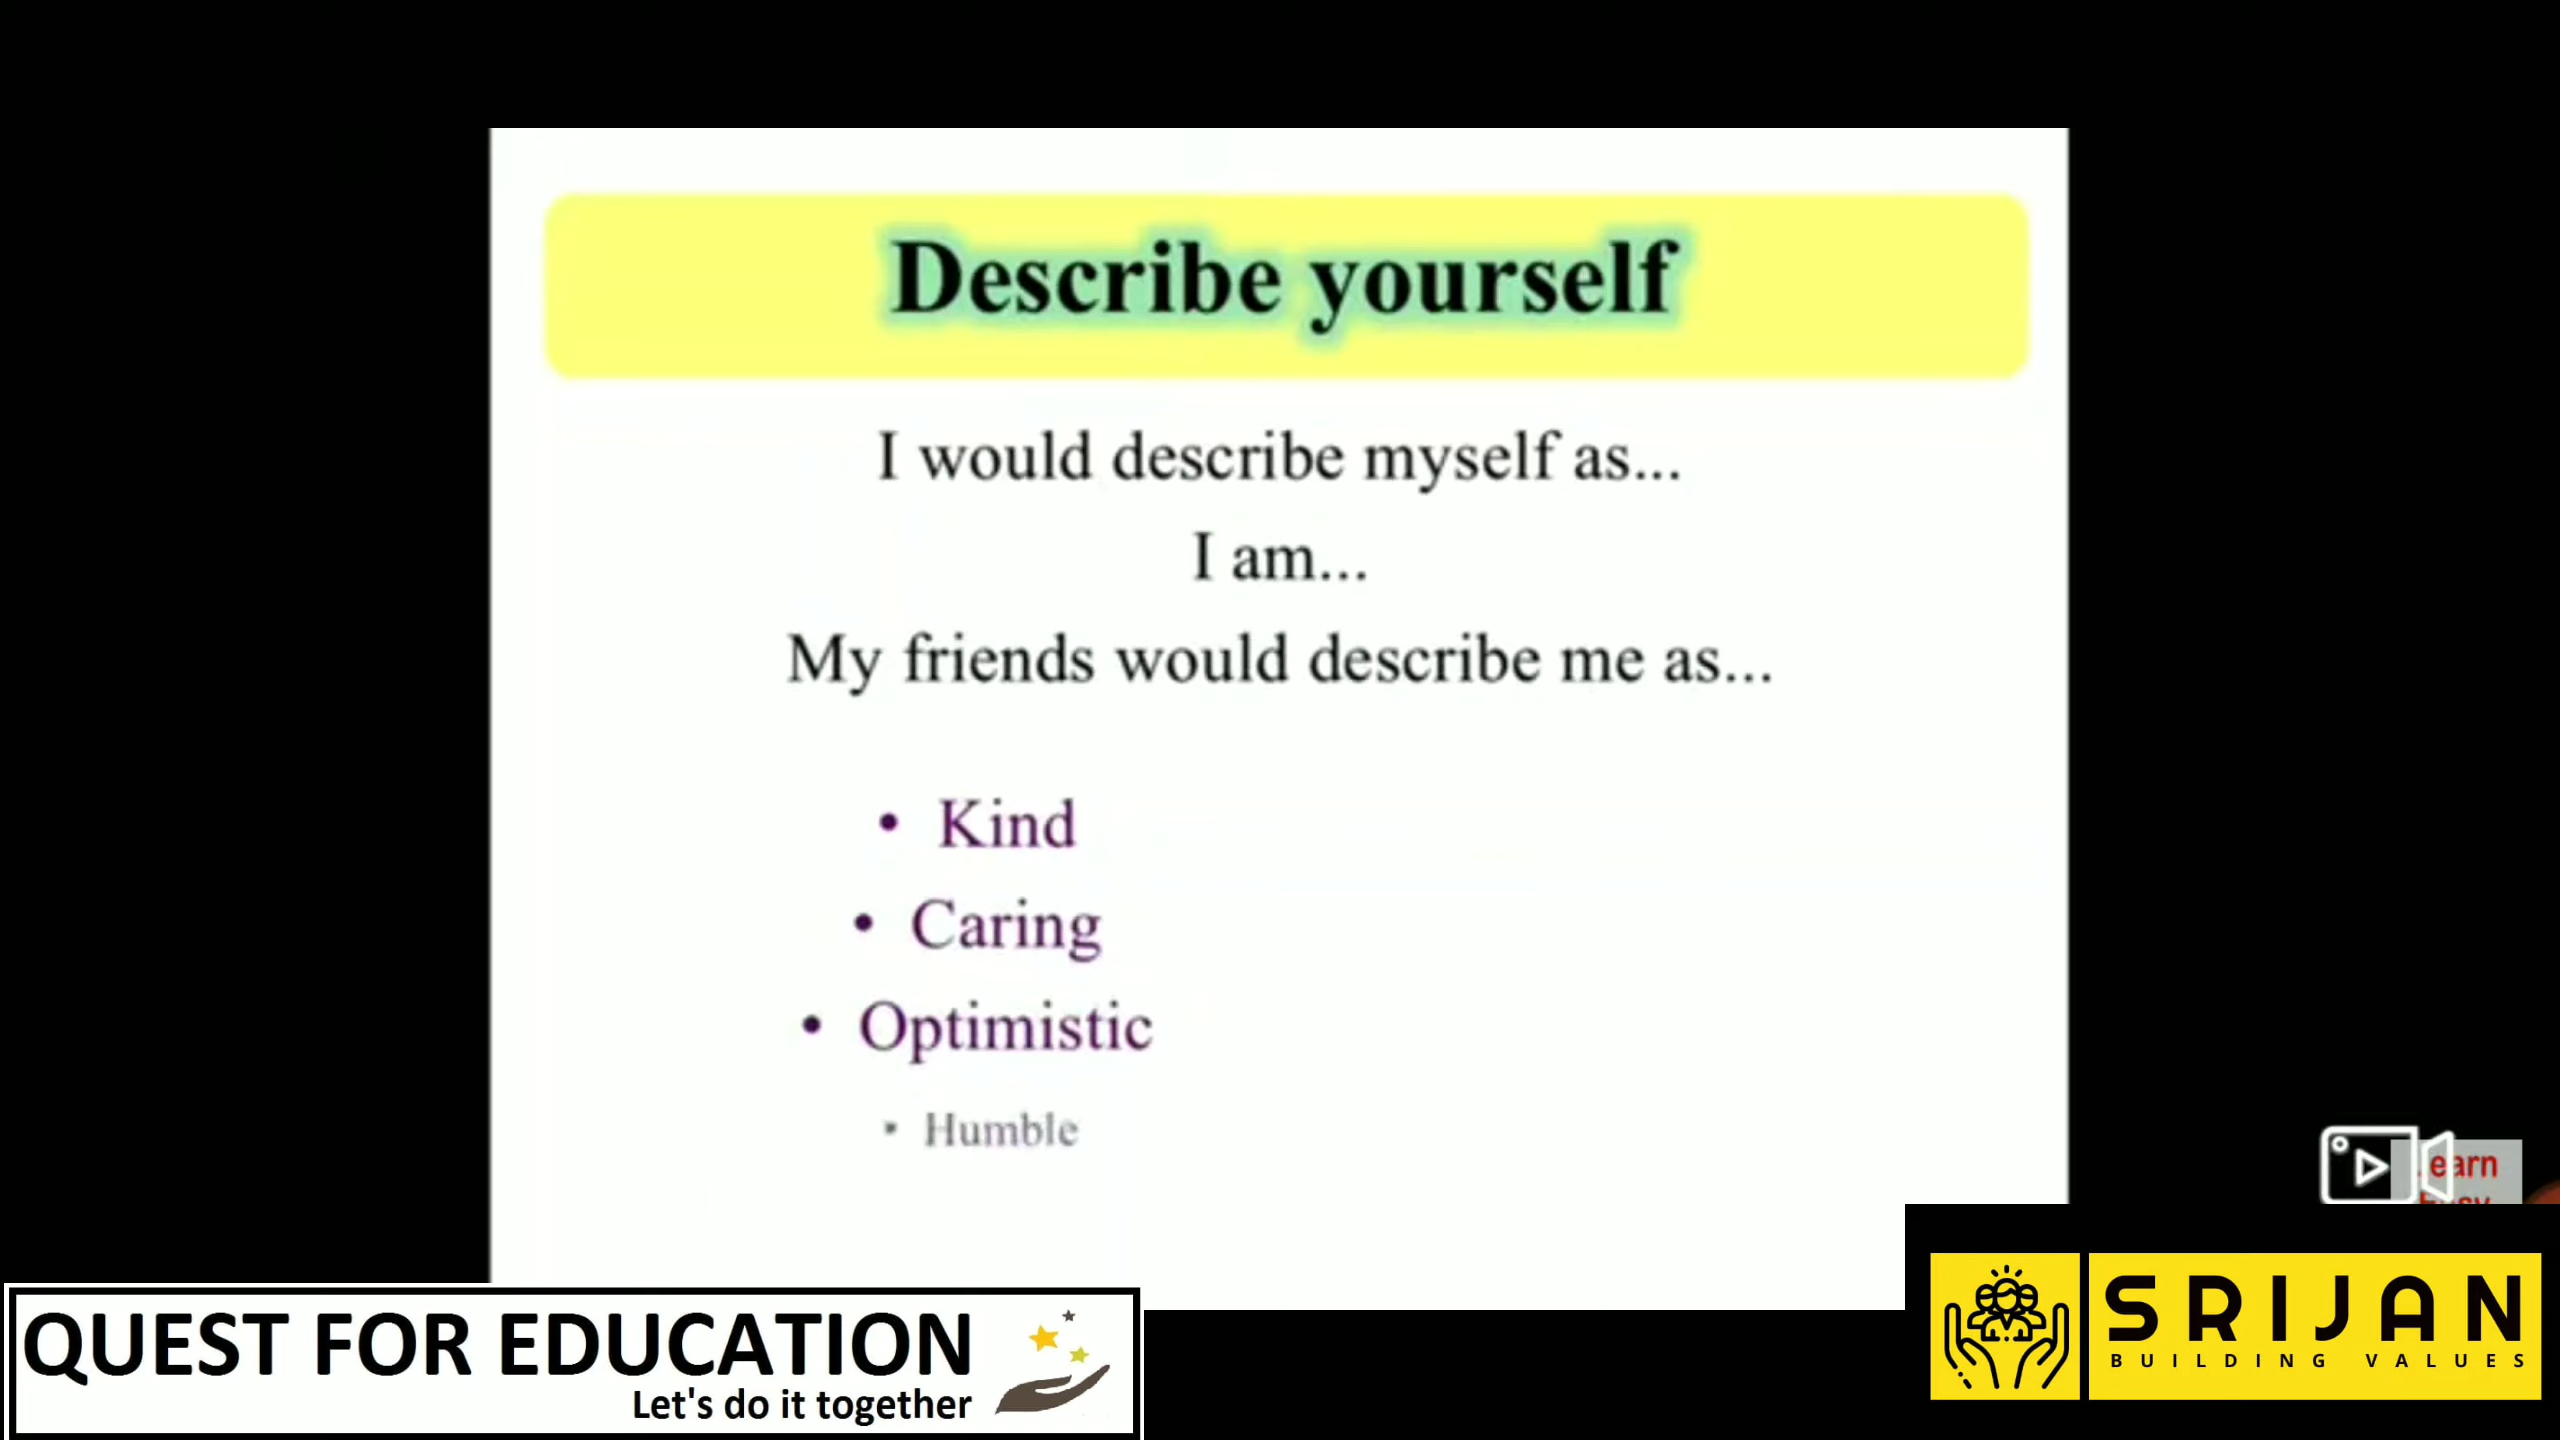 Describe yourself
I would describe myself as...
I am...
My friends would describe me as...
• Kind
• Caring
• Optimistic
• Humble
earn
QUEST FOR EDUCATION
Let's do it together
SRIJAN
BUILDING VALUES